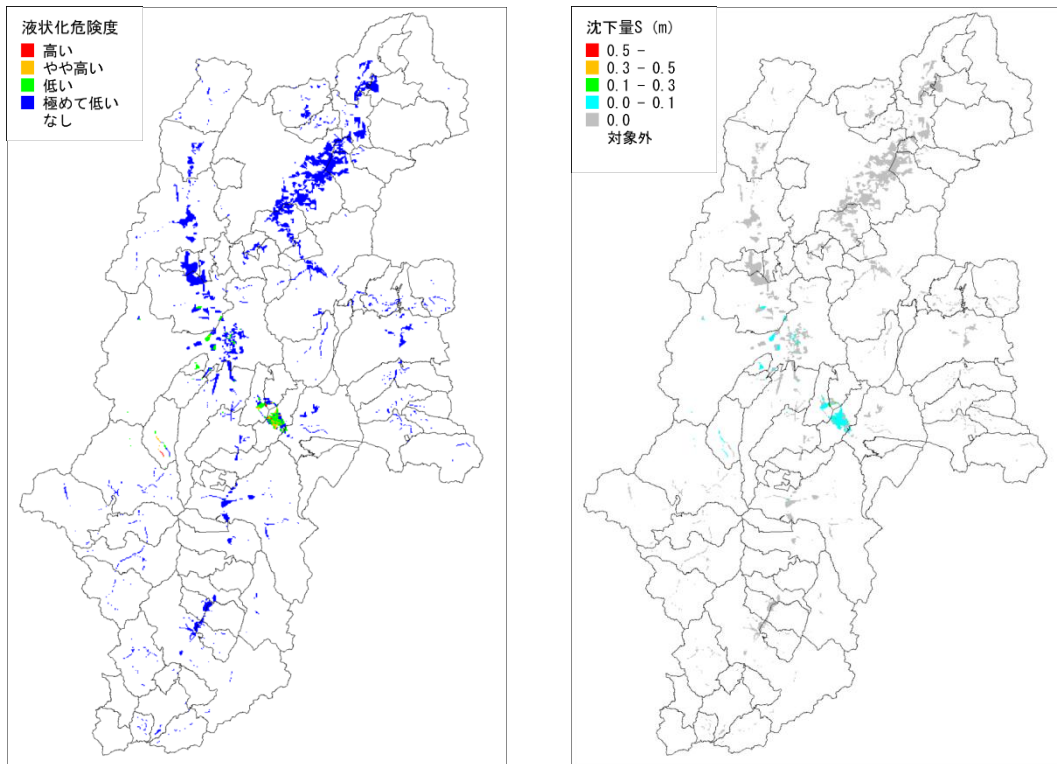 液状化危険度
高い
やや高い
低い
極めて低い
なし
沈下量S (m)
0.5 -
0.3 - 0.5
0.1 - 0.3
0.0 - 0.1
0.0
対象外